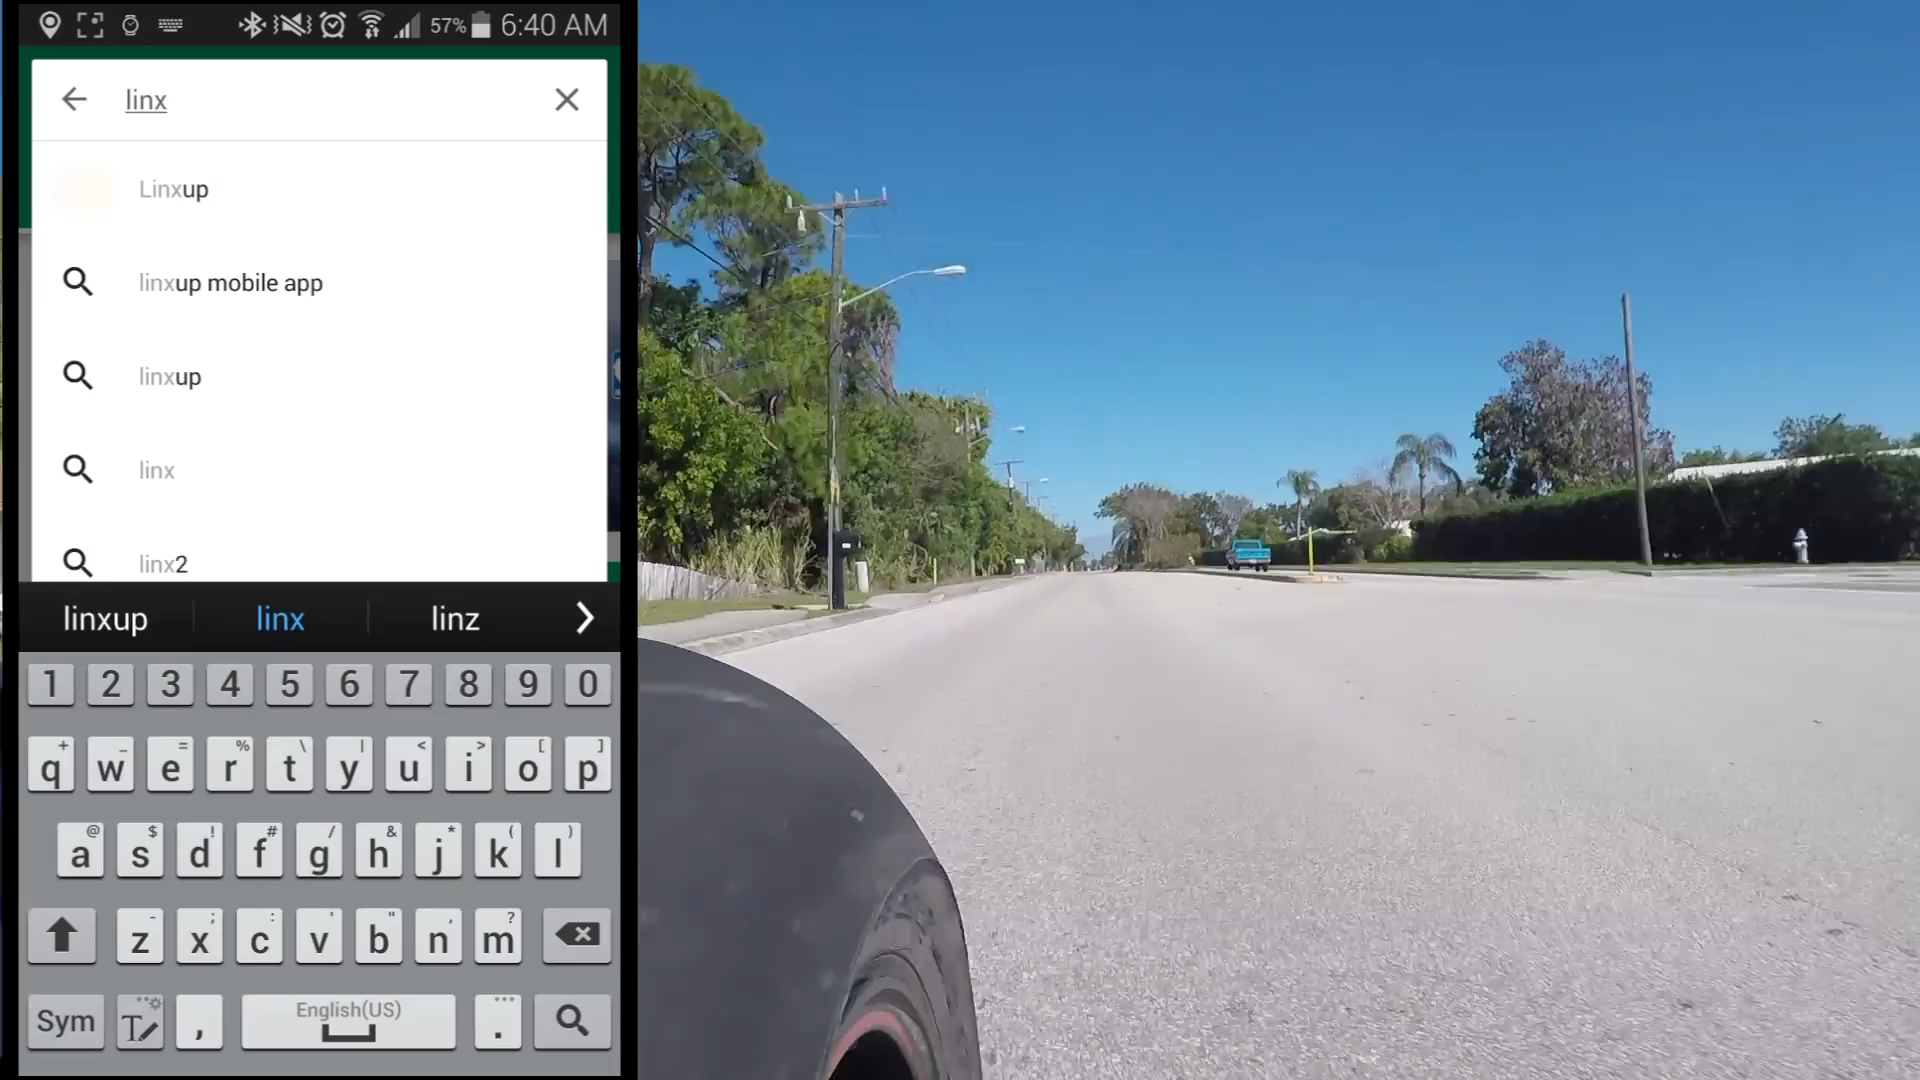 57% 6:40 AM
linx
Linxup
linxup mobile app
linxup
linx
linx2
linxup linx linz
1 2 3 4 5 6 7 8 9 0
+ _ = % \ | < > [ ]
q w e r t y u i o p
@ $ ! # / & * ( )
a s d f g h j k l
- ; : ' " , ?
z x c v b n m
Sym T , English(US) .